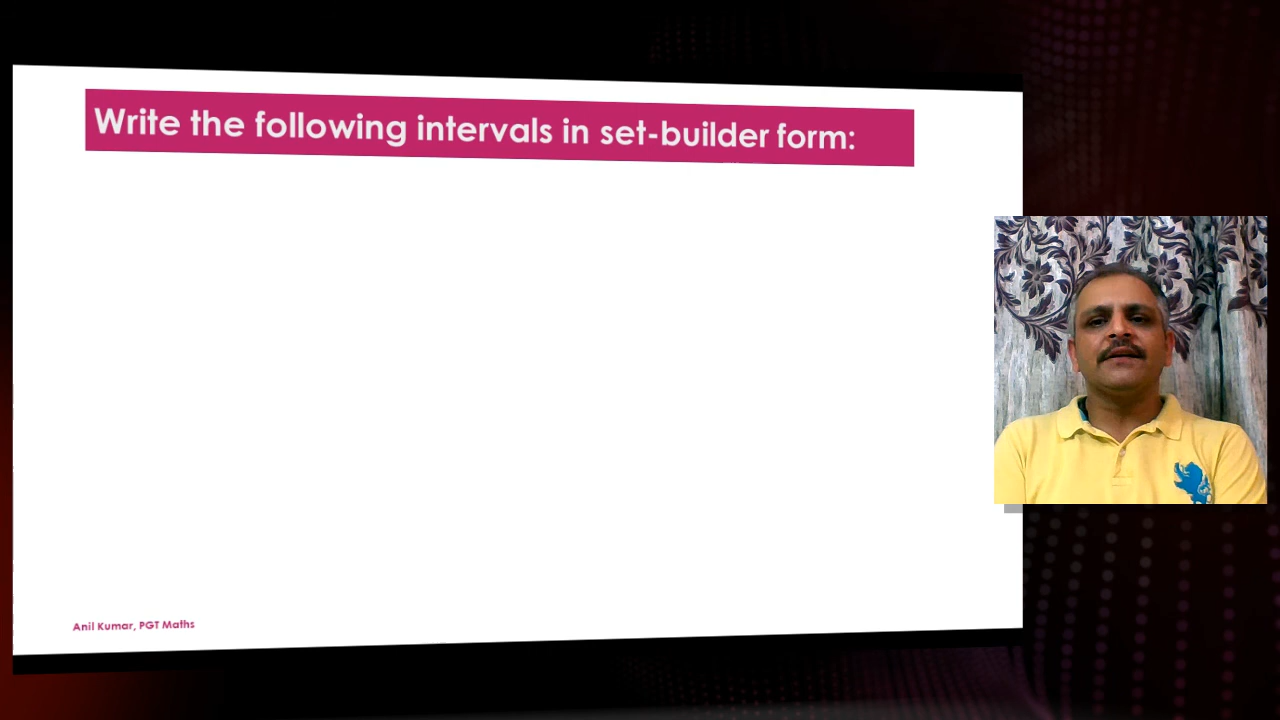 Write the following intervals in set-builder form:
Anil Kumar, PGT Maths